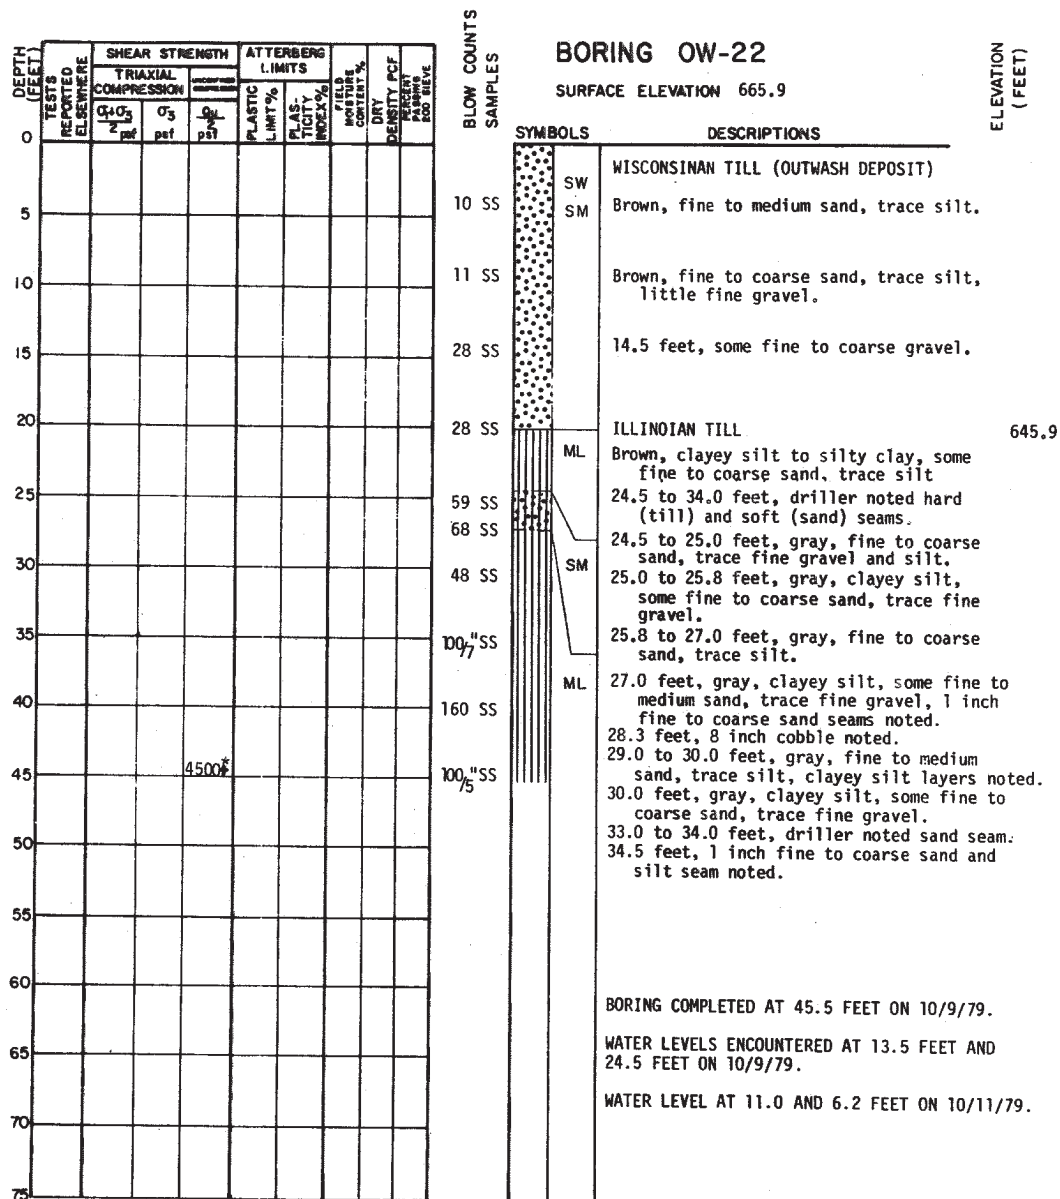 BORING OW-22
SURFACE ELEVATION 665.9
DEPTH (FEET)
TESTS REPORTED ELSEWHERE
SHEAR STRENGTH
TRIAXIAL COMPRESSION
σ3
psf
psf
psf
ATTERBERG LIMITS
PLASTIC LIMIT %
PLAS-TICITY INDEX %
FIELD MOISTURE CONTENT %
DRY DENSITY PCF
PERCENT PASSING
SIEVE
BLOW COUNTS
SAMPLES
SYMBOLS
DESCRIPTIONS
ELEVATION (FEET)
0
WISCONSINAN TILL (OUTWASH DEPOSIT)
SW
SM
5
10 SS
Brown, fine to medium sand, trace silt.
10
11 SS
Brown, fine to coarse sand, trace silt,
little fine gravel.
15
28 SS
14.5 feet, some fine to coarse gravel.
20
28 SS
ILLINOIAN TILL
645.9
ML
Brown, clayey silt to silty clay, some
fine to coarse sand, trace silt
25
59 SS
24.5 to 34.0 feet, driller noted hard
(till) and soft (sand) seams.
68 SS
24.5 to 25.0 feet, gray, fine to coarse
sand, trace fine gravel and silt.
30
SM
48 SS
25.0 to 25.8 feet, gray, clayey silt,
some fine to coarse sand, trace fine
gravel.
35
100/7" SS
25.8 to 27.0 feet, gray, fine to coarse
sand, trace silt.
ML
27.0 feet, gray, clayey silt, some fine to
medium sand, trace fine gravel, 1 inch
fine to coarse sand seams noted.
40
160 SS
28.3 feet, 8 inch cobble noted.
29.0 to 30.0 feet, gray, fine to medium
sand, trace silt, clayey silt layers noted.
45
4500
100/5" SS
30.0 feet, gray, clayey silt, some fine to
coarse sand, trace fine gravel.
33.0 to 34.0 feet, driller noted sand seam.
50
34.5 feet, 1 inch fine to coarse sand and
silt seam noted.
55
60
BORING COMPLETED AT 45.5 FEET ON 10/9/79.
65
WATER LEVELS ENCOUNTERED AT 13.5 FEET AND
24.5 FEET ON 10/9/79.
WATER LEVEL AT 11.0 AND 6.2 FEET ON 10/11/79.
70
75